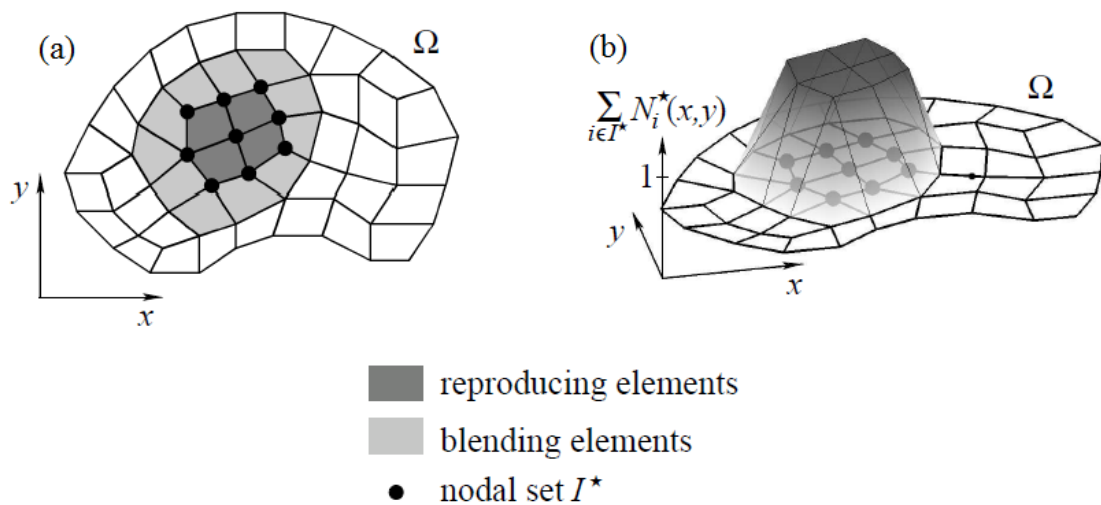 (a)
Ω
y
x
(b)
Ω
∑ N_i^★(x,y)
i∈I^★
1
y
x
reproducing elements
blending elements
nodal set I^★